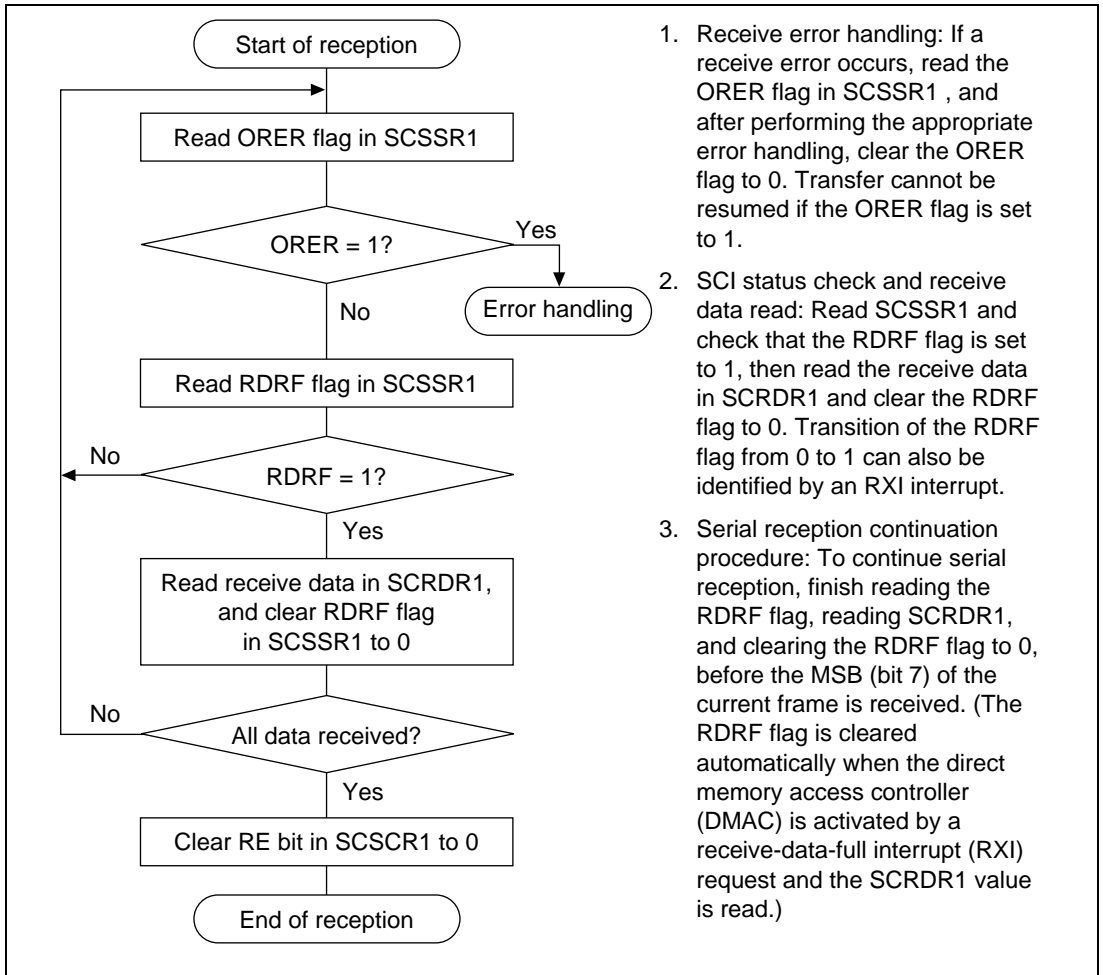 Start of reception
Read ORER flag in SCSSR1
ORER = 1?
Yes
Error handling
No
Read RDRF flag in SCSSR1
No
RDRF = 1?
Yes
Read receive data in SCRDR1,
and clear RDRF flag
in SCSSR1 to 0
No
All data received?
Yes
Clear RE bit in SCSCR1 to 0
End of reception
1. Receive error handling: If a
receive error occurs, read the
ORER flag in SCSSR1 , and
after performing the appropriate
error handling, clear the ORER
flag to 0. Transfer cannot be
resumed if the ORER flag is set
to 1.
2. SCI status check and receive
data read: Read SCSSR1 and
check that the RDRF flag is set
to 1, then read the receive data
in SCRDR1 and clear the RDRF
flag to 0. Transition of the RDRF
flag from 0 to 1 can also be
identified by an RXI interrupt.
3. Serial reception continuation
procedure: To continue serial
reception, finish reading the
RDRF flag, reading SCRDR1,
and clearing the RDRF flag to 0,
before the MSB (bit 7) of the
current frame is received. (The
RDRF flag is cleared
automatically when the direct
memory access controller
(DMAC) is activated by a
receive-data-full interrupt (RXI)
request and the SCRDR1 value
is read.)